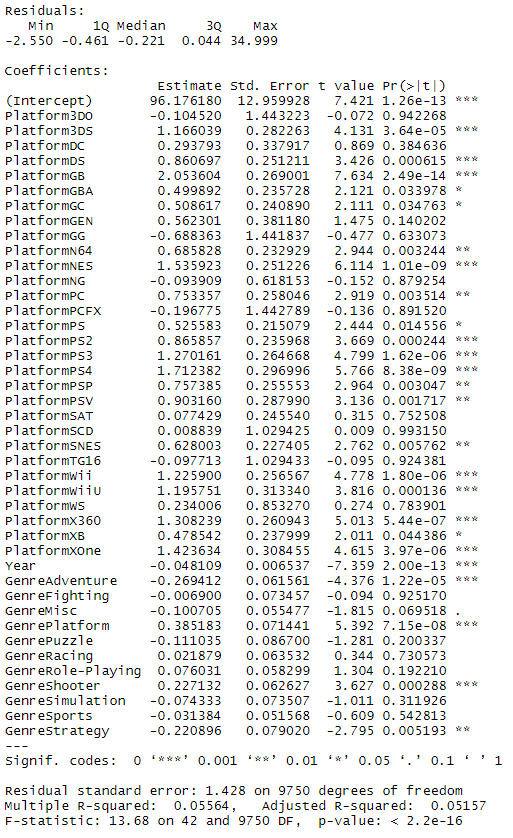 Residuals:
   Min     1Q Median     3Q    Max
-2.550 -0.461 -0.221  0.044 34.999

Coefficients:
                   Estimate Std. Error t value Pr(>|t|)
(Intercept)       96.176180  12.959928   7.421 1.26e-13 ***
Platform3DO       -0.104520   1.443223  -0.072 0.942268
Platform3DS        1.166039   0.282263   4.131 3.64e-05 ***
PlatformDC         0.293793   0.337917   0.869 0.384636
PlatformDS         0.860697   0.251211   3.426 0.000615 ***
PlatformGB         2.053604   0.269001   7.634 2.49e-14 ***
PlatformGBA        0.499892   0.235728   2.121 0.033978 *
PlatformGC         0.508617   0.240890   2.111 0.034763 *
PlatformGEN        0.562301   0.381180   1.475 0.140202
PlatformGG        -0.688363   1.441837  -0.477 0.633073
PlatformN64        0.685828   0.232929   2.944 0.003244 **
PlatformNES        1.535923   0.251226   6.114 1.01e-09 ***
PlatformNG        -0.093909   0.618153  -0.152 0.879254
PlatformPC         0.753357   0.258046   2.919 0.003514 **
PlatformPCFX      -0.196775   1.442789  -0.136 0.891520
PlatformPS         0.525583   0.215079   2.444 0.014556 *
PlatformPS2        0.865857   0.235968   3.669 0.000244 ***
PlatformPS3        1.270161   0.264668   4.799 1.62e-06 ***
PlatformPS4        1.712382   0.296996   5.766 8.38e-09 ***
PlatformPSP        0.757385   0.255553   2.964 0.003047 **
PlatformPSV        0.903160   0.287990   3.136 0.001717 **
PlatformSAT        0.077429   0.245540   0.315 0.752508
PlatformSCD        0.008839   1.029425   0.009 0.993150
PlatformSNES       0.628003   0.227405   2.762 0.005762 **
PlatformTG16      -0.097713   1.029433  -0.095 0.924381
PlatformWii        1.225900   0.256567   4.778 1.80e-06 ***
PlatformWiiU       1.195751   0.313340   3.816 0.000136 ***
PlatformWS         0.234006   0.853270   0.274 0.783901
PlatformX360       1.308239   0.260943   5.013 5.44e-07 ***
PlatformXB         0.478542   0.237999   2.011 0.044386 *
PlatformXOne       1.423634   0.308455   4.615 3.97e-06 ***
Year              -0.048109   0.006537  -7.359 2.00e-13 ***
GenreAdventure    -0.269412   0.061561  -4.376 1.22e-05 ***
GenreFighting     -0.006900   0.073457  -0.094 0.925170
GenreMisc         -0.100705   0.055477  -1.815 0.069518 .
GenrePlatform      0.385183   0.071441   5.392 7.15e-08 ***
GenrePuzzle       -0.111035   0.086700  -1.281 0.200337
GenreRacing        0.021879   0.063532   0.344 0.730573
GenreRole-Playing  0.076031   0.058299   1.304 0.192210
GenreShooter       0.227132   0.062627   3.627 0.000288 ***
GenreSimulation   -0.074333   0.073507  -1.011 0.311926
GenreSports       -0.031384   0.051568  -0.609 0.542813
GenreStrategy     -0.220896   0.079020  -2.795 0.005193 **
---
Signif. codes:  0 ‘***’ 0.001 ‘**’ 0.01 ‘*’ 0.05 ‘.’ 0.1 ‘ ’ 1

Residual standard error: 1.428 on 9750 degrees of freedom
Multiple R-squared:  0.05564,	Adjusted R-squared:  0.05157
F-statistic: 13.68 on 42 and 9750 DF,  p-value: < 2.2e-16